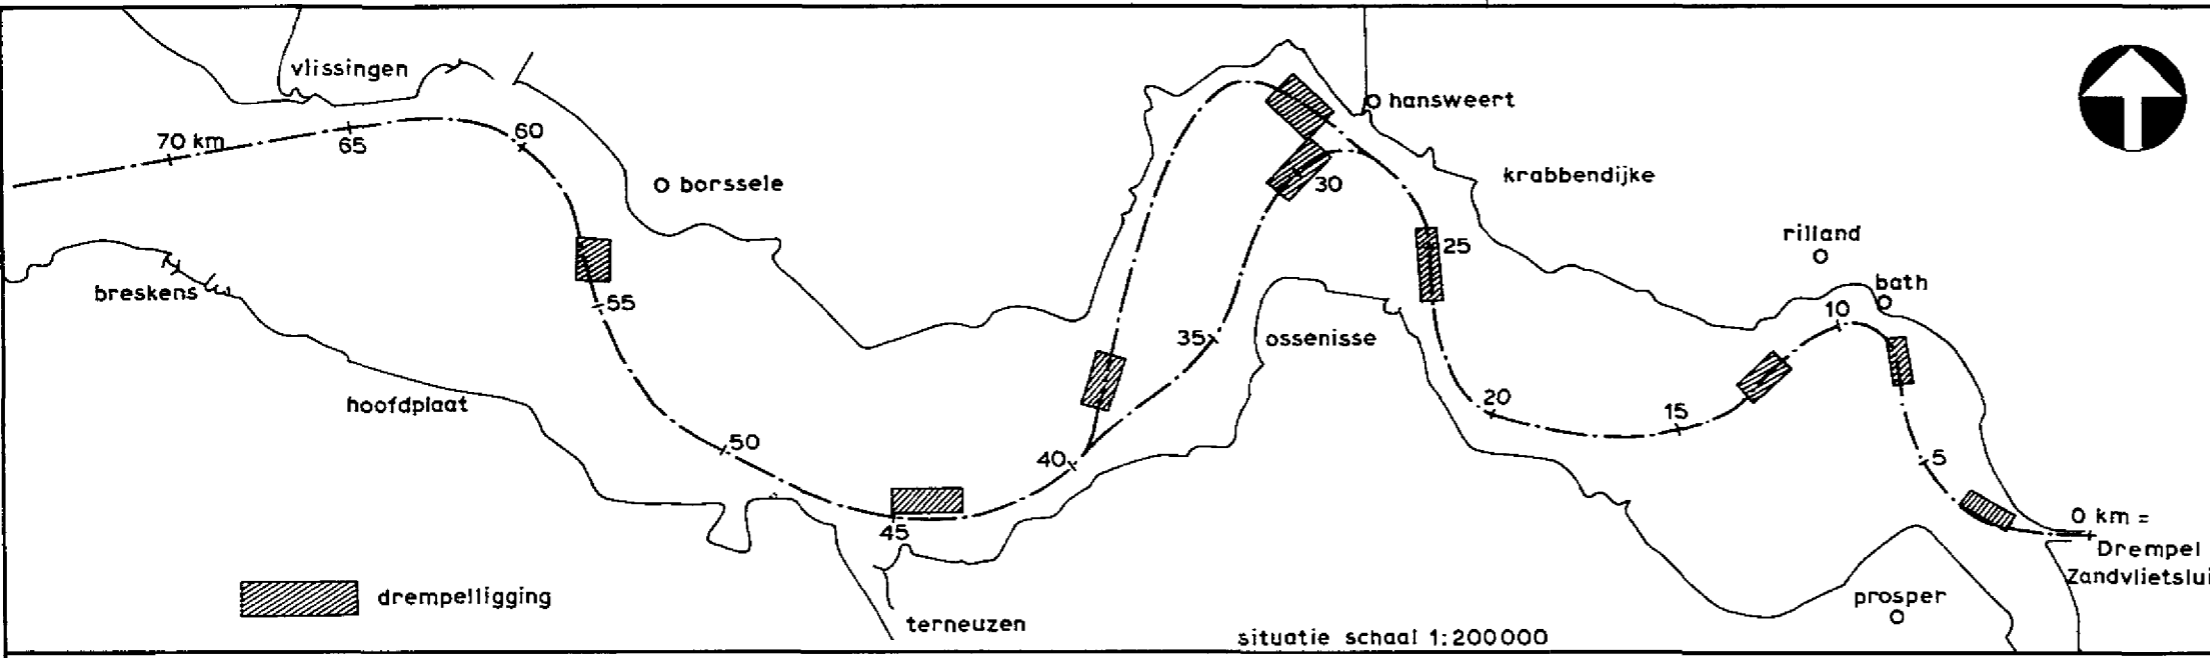 vlissingen
70 km
65
60
borssele
hansweert
30
krabbendijke
25
rilland
bath
10
breskens
55
35
ossenisse
hoofdplaat
50
40
20
15
5
45
0 km =
Drempel
Zandvlietslui
drempelligging
terneuzen
prosper
situatie schaal 1:200000